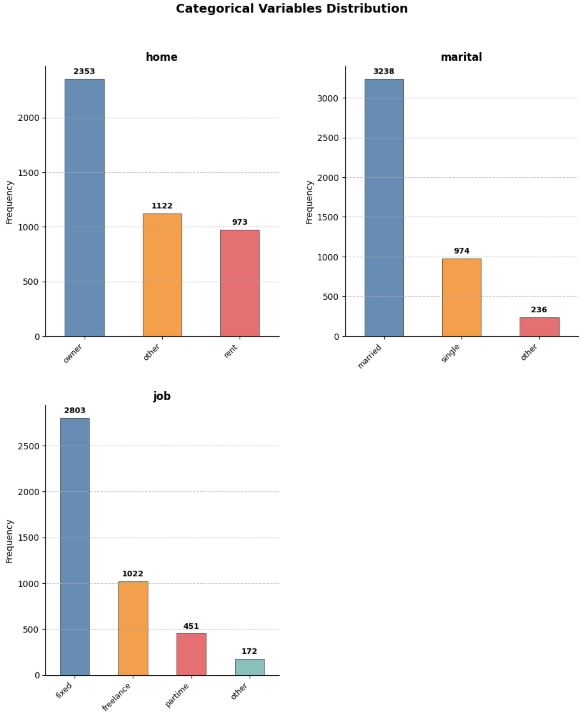 Categorical Variables Distribution
home
2353
1122
973
2000
1500
1000
500
0
Frequency
owner
other
rent
marital
3238
974
236
3000
2500
2000
1500
1000
500
0
Frequency
married
single
other
job
2803
1022
451
172
2500
2000
1500
1000
500
0
Frequency
fixed
freelance
partime
other